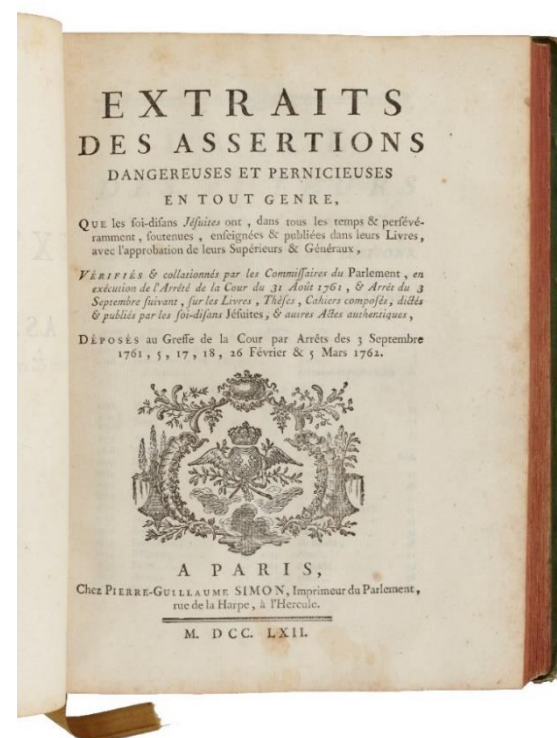 EXTRAITS
DES ASSERTIONS
DANGEREUSES ET PERNICIEUSES
EN TOUT GENRE,
QUE les soi-disans Jésuites ont, dans tous les temps & persévé-
ramment, soutenues, enseignées & publiées dans leurs Livres,
avec l'approbation de leurs Supérieurs & Généraux,
VÉRIFIÉS & collationnés par les Commissaires du Parlement, en
exécution de l'Arrêté de la Cour du 31 Août 1761, & Arrêt du 3
Septembre suivant, sur les Livres, Thèses, Cahiers composés, dictés
& publiés par les soi-disans Jésuites, & autres Actes authentiques,
DÉPOSÉS au Greffe de la Cour par Arrêts des 3 Septembre
1761, 5, 17, 18, 26 Février & 5 Mars 1762.
A PARIS,
Chez PIERRE-GUILLAUME SIMON, Imprimeur du Parlement,
rue de la Harpe, à l'Hercule.
M. DCC. LXII.